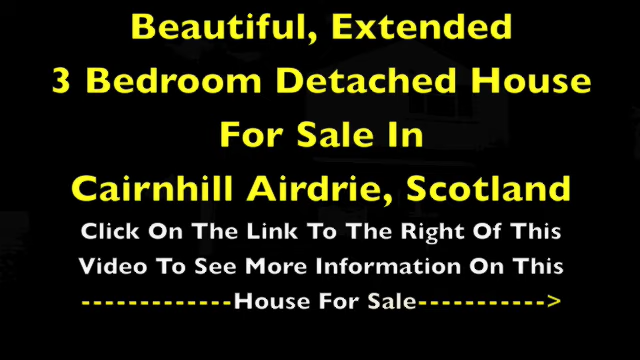 Beautiful, Extended
3 Bedroom Detached House
For Sale In
Cairnhill Airdrie, Scotland
Click On The Link To The Right Of This
Video To See More Information On This
-------------House For Sale----------->